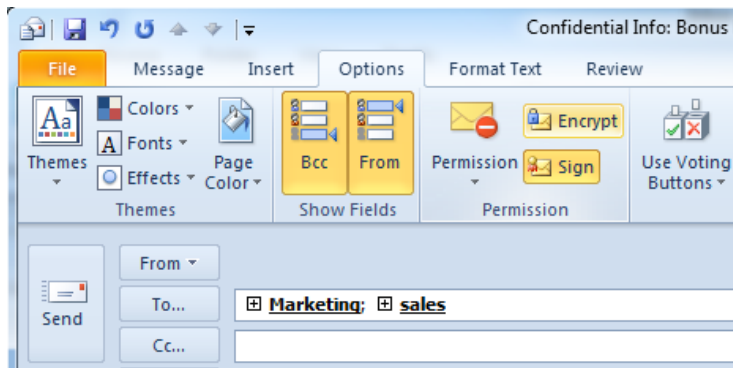 Confidential Info: Bonus
File Message Insert Options Format Text Review
Aa Colors
A Fonts
Effects
Themes
Page Color
Bcc From
Permission
Encrypt
Sign
Use Voting Buttons
Themes Show Fields Permission
From
Send
To... Marketing; sales
Cc...